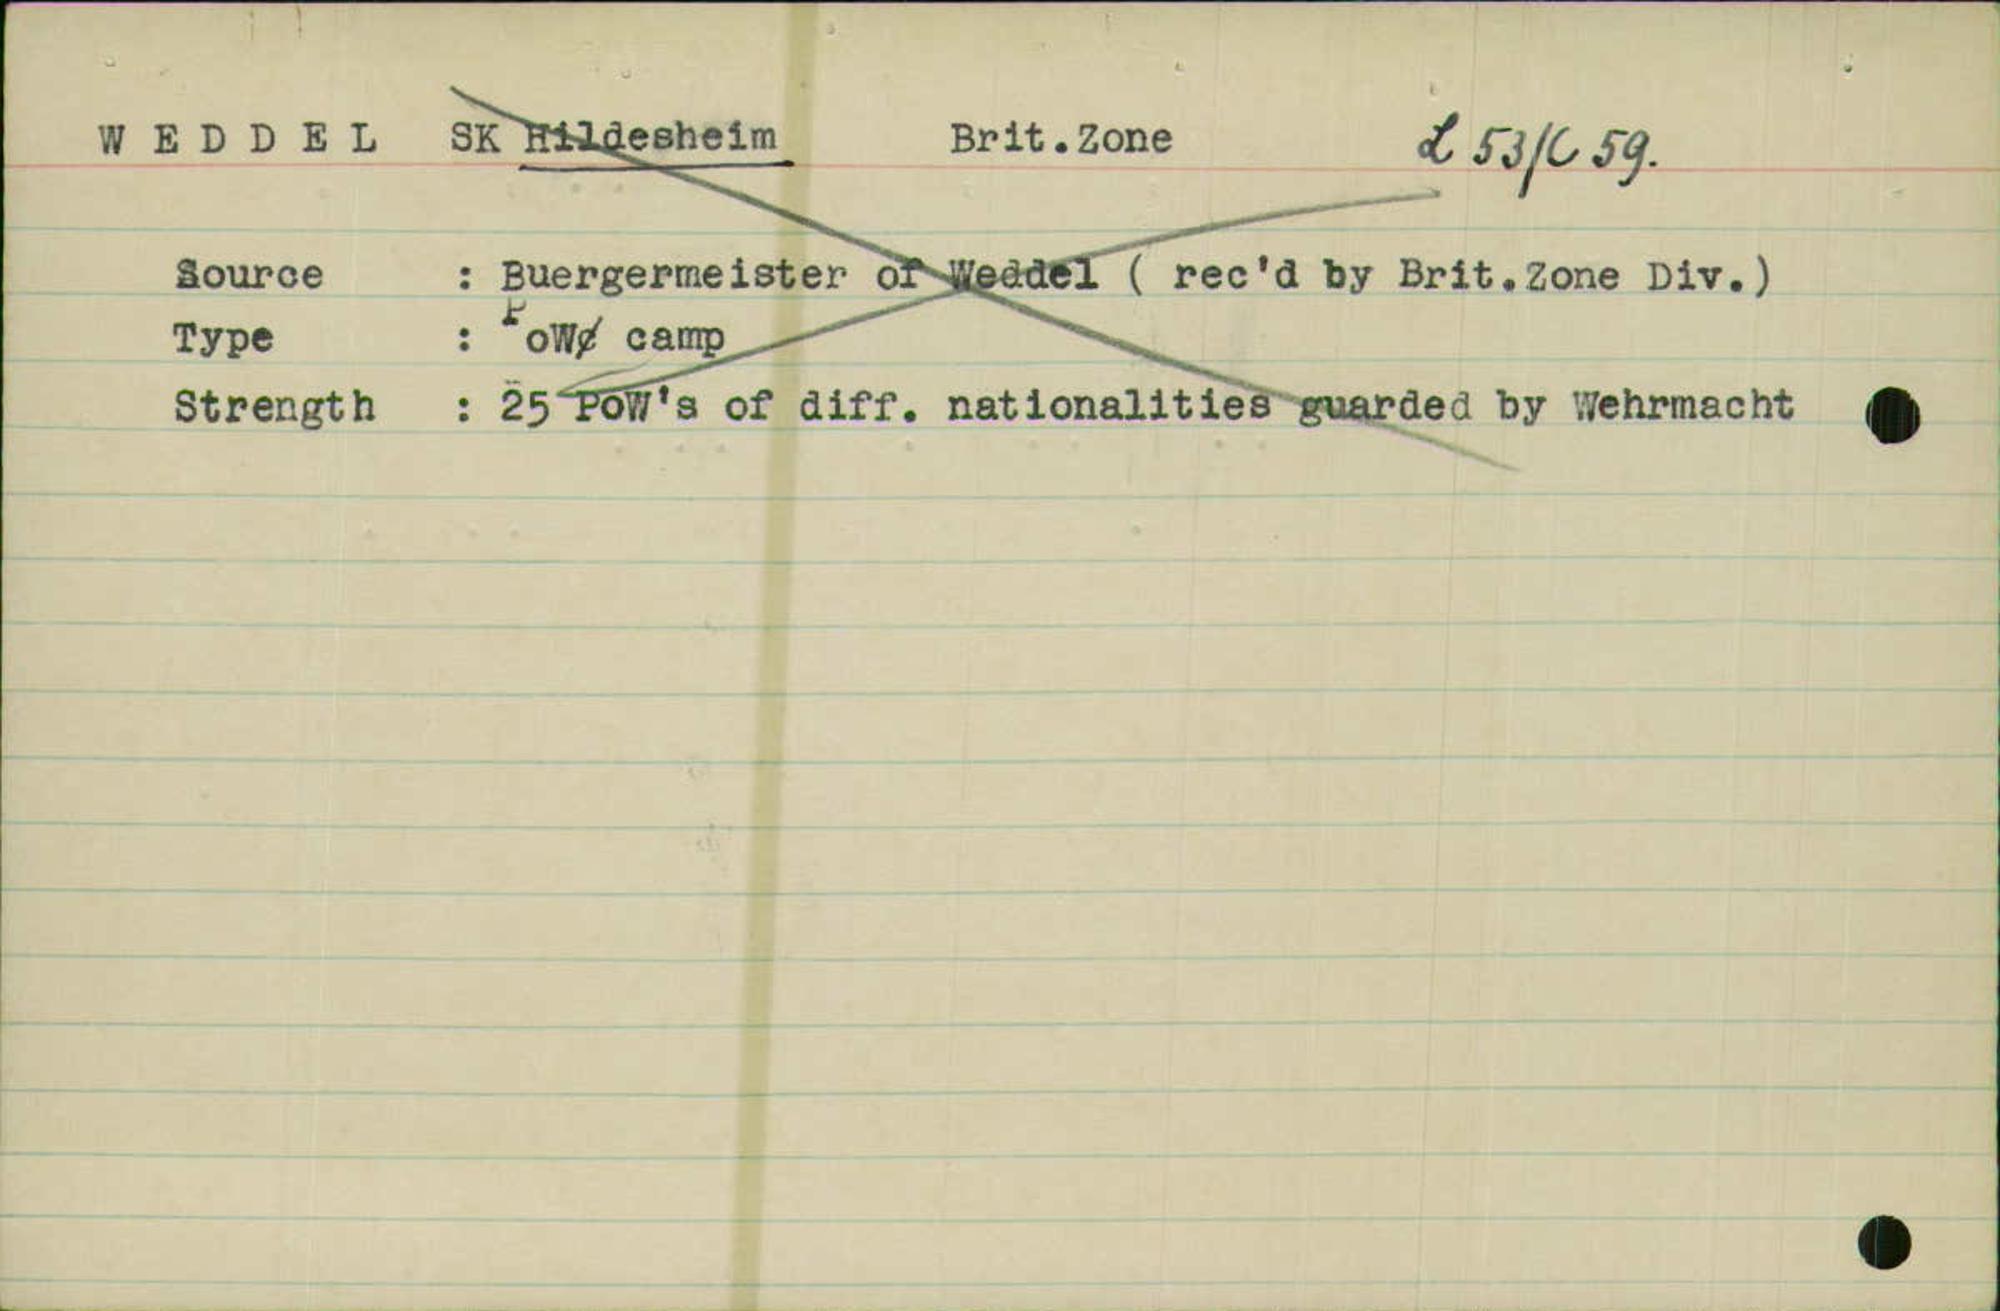 W E D D E L SK Hildesheim Brit.Zone L 53/C 59.
Source : Buergermeister of Weddel ( rec'd by Brit.Zone Div.)
Type : PoW¢ camp
Strength : 25 PoW's of diff. nationalities guarded by Wehrmacht